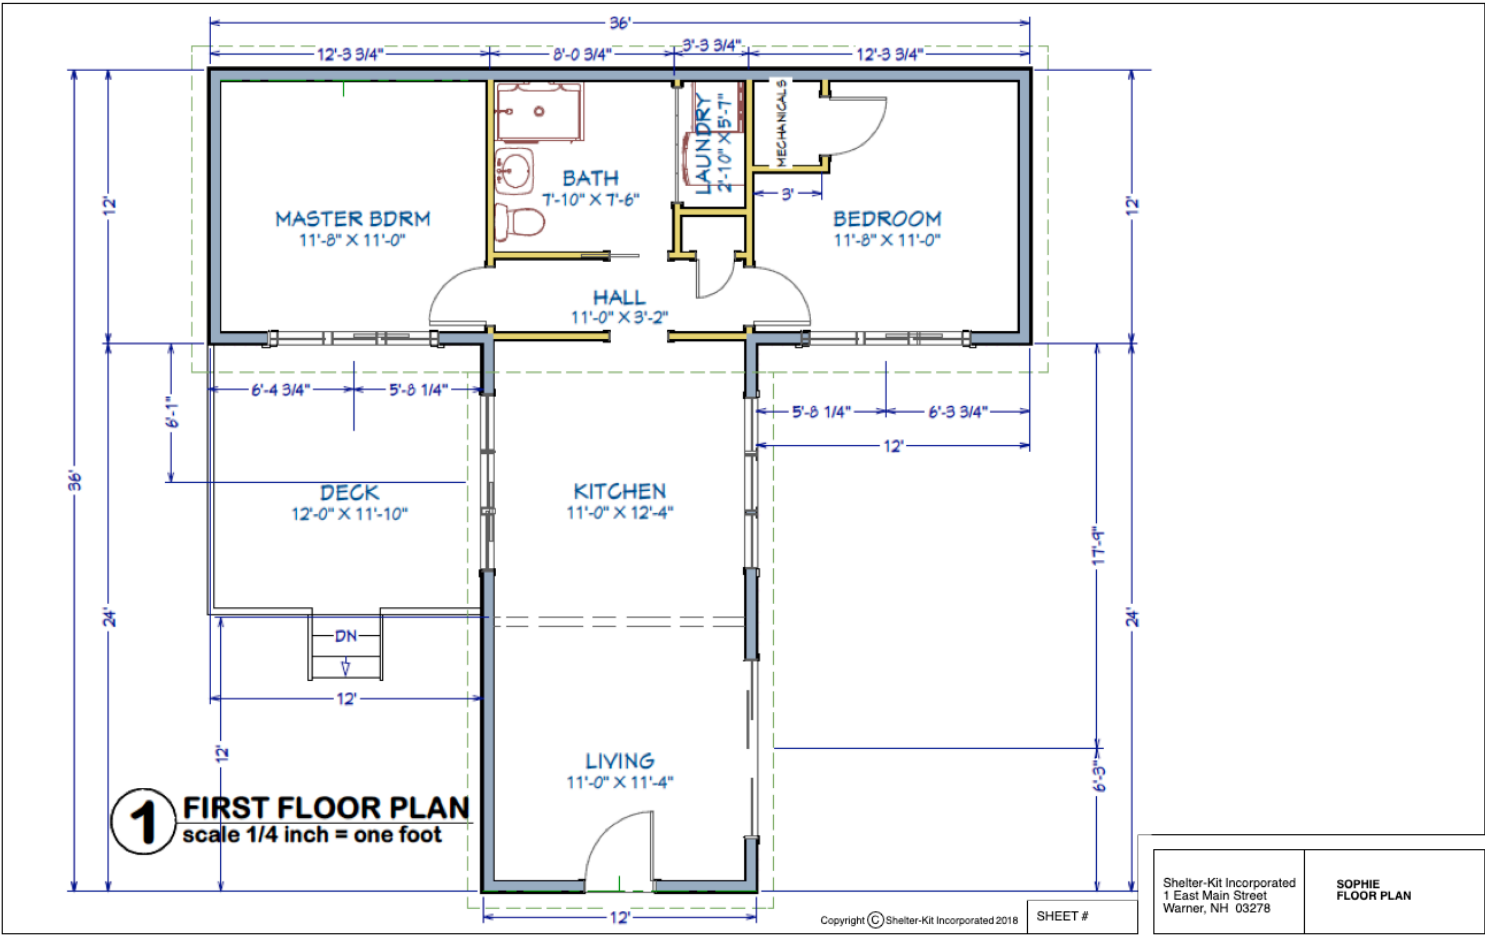 36'
12'-3 3/4"
8'-0 3/4"
3'-3 3/4"
12'-3 3/4"
MECHANICALS
LAUNDRY
2'-10" X 5'-7"
BATH
7'-10" X 7'-6"
3'
12'
12'
MASTER BDRM
11'-8" X 11'-0"
BEDROOM
11'-8" X 11'-0"
HALL
11'-0" X 3'-2"
6'-4 3/4"
5'-8 1/4"
6'-1"
5'-8 1/4"
6'-3 3/4"
12'
36'
DECK
12'-0" X 11'-10"
KITCHEN
11'-0" X 12'-4"
17'-9"
24'
24'
DN
12'
12'
LIVING
11'-0" X 11'-4"
6'-3"
1
FIRST FLOOR PLAN
scale 1/4 inch = one foot
12'
Copyright © Shelter-Kit Incorporated 2018
SHEET #
Shelter-Kit Incorporated
1 East Main Street
Warner, NH 03278
SOPHIE
FLOOR PLAN